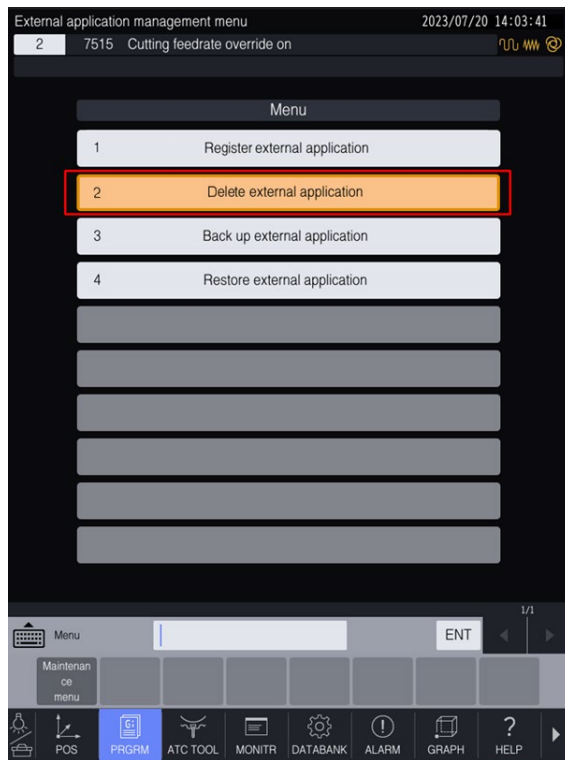 External application management menu 2023/07/20 14:03:41
2 7515 Cutting feedrate override on
Menu
1 Register external application
2 Delete external application
3 Back up external application
4 Restore external application
1/1
Menu ENT
Maintenan
ce
menu
POS PRGRM ATC TOOL MONITR DATABANK ALARM GRAPH HELP